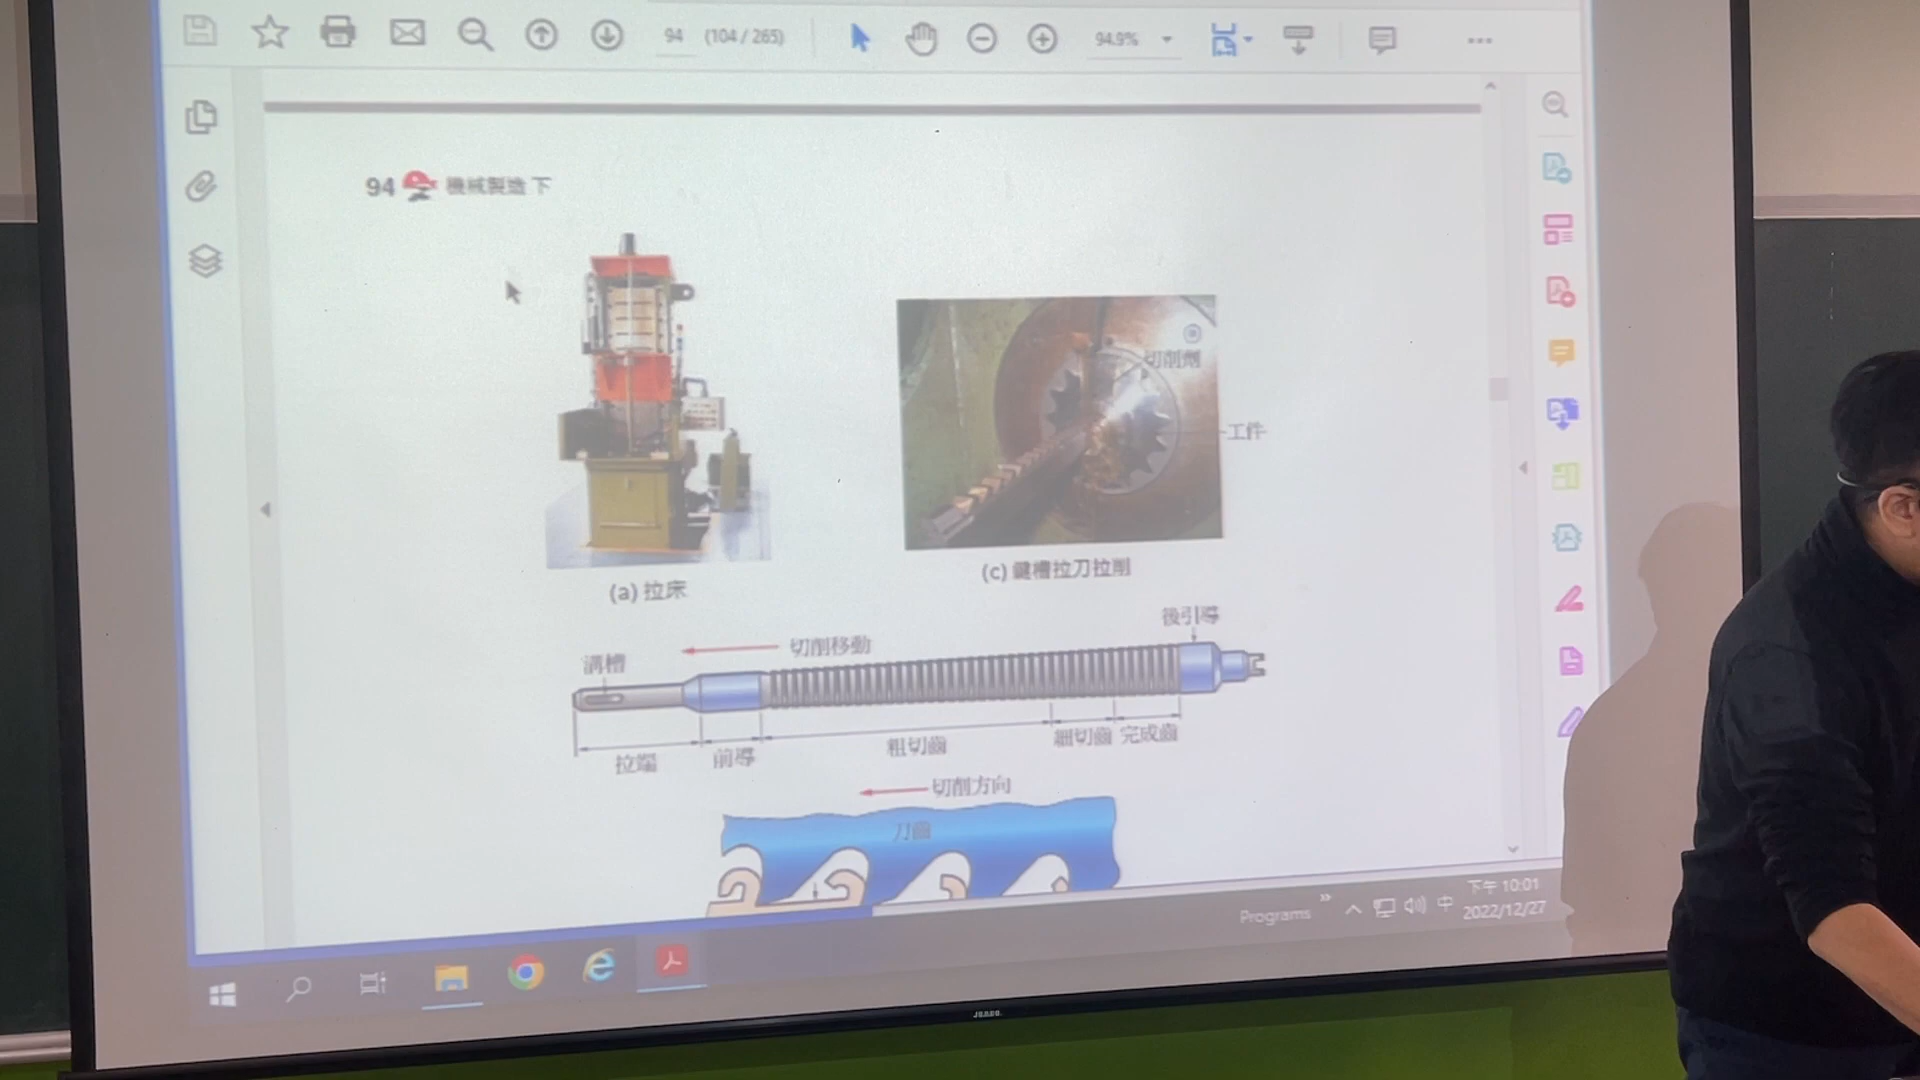 94 (104 / 265)
94.9%
94 機械製造 下
切削劑
工件
(a) 拉床
(c) 鍵槽拉刀拉削
後引導
切削移動
溝槽
拉端
前導
粗切齒
細切齒
完成齒
切削方向
刀齒
Programs
中
下午 10:01
2022/12/27